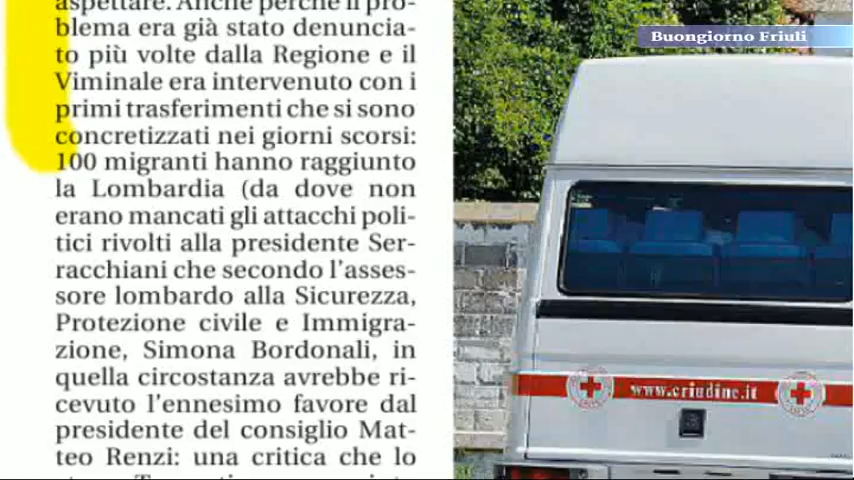 aspettare. Anche perché il pro-
blema era già stato denuncia-
to più volte dalla Regione e il
Viminale era intervenuto con i
primi trasferimenti che si sono
concretizzati nei giorni scorsi:
100 migranti hanno raggiunto
la Lombardia (da dove non
erano mancati gli attacchi poli-
tici rivolti alla presidente Ser-
racchiani che secondo l'asses-
sore lombardo alla Sicurezza,
Protezione civile e Immigra-
zione, Simona Bordonali, in
quella circostanza avrebbe ri-
cevuto l'ennesimo favore dal
presidente del consiglio Mat-
teo Renzi: una critica che lo
Buongiorno Friuli
www.criudine.it